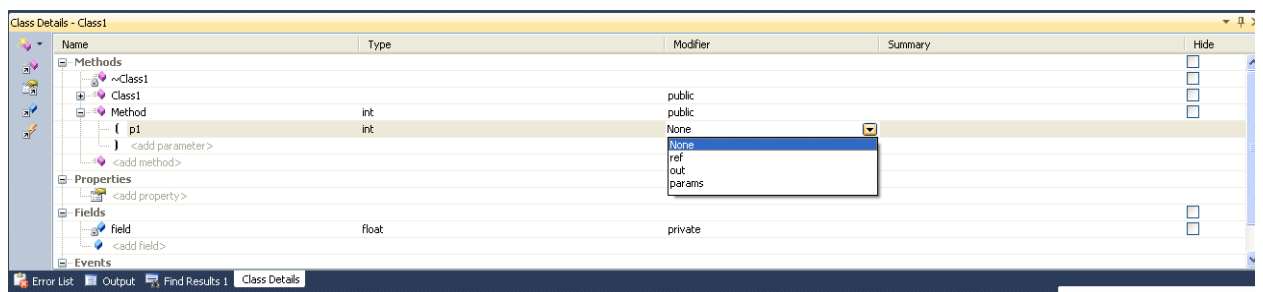 Class Details - Class1
Name Type Modifier Summary Hide
Methods
~Class1
Class1 public
Method int public
( p1 int None
None
) <add parameter>
ref
<add method>
out
Properties
params
<add property>
Fields
field float private
<add field>
Events
Error List Output Find Results 1 Class Details